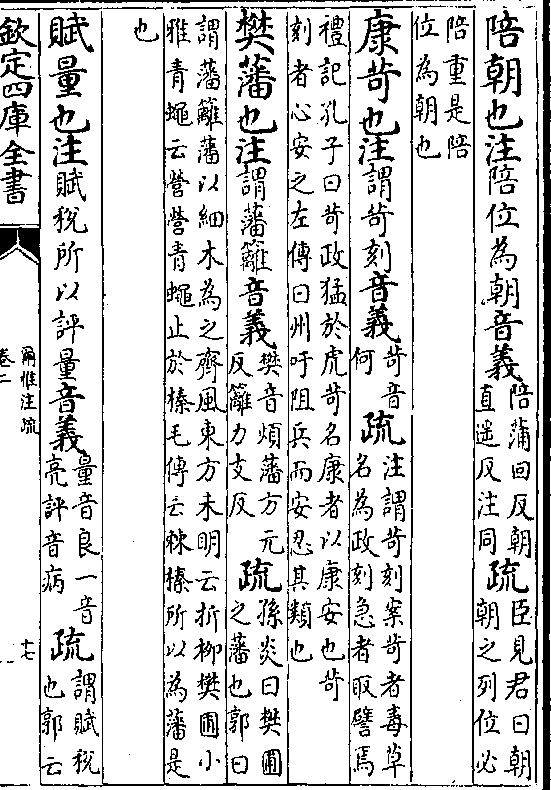 陪朝也注陪位為朝音義陪蒲回反朝直遥反注同疏臣見君曰朝朝之列位必
陪重是陪位為朝也
康苛也注謂苛刻音義苛音何疏注謂苛刻案苛者毒草名為政刻急者取譬焉
禮記孔子曰苛政猛於虎苛名康者以康安也苛刻者心安之左傳曰州吁阻兵而安忍其類也
樊藩也注謂藩籬音義樊音煩藩方元反籬力支反疏孫炎曰樊圃之藩也郭曰
謂藩籬藩以細木為之齊風東方未明云折柳樊圃小雅青蠅云營營青蠅止於榛毛傳云棘榛所以為藩是
也
賦量也注賦稅所以評量音義量音良一音亮評音病疏謂賦稅也郭云
欽定四庫全書
爾雅注疏
卷二
十七